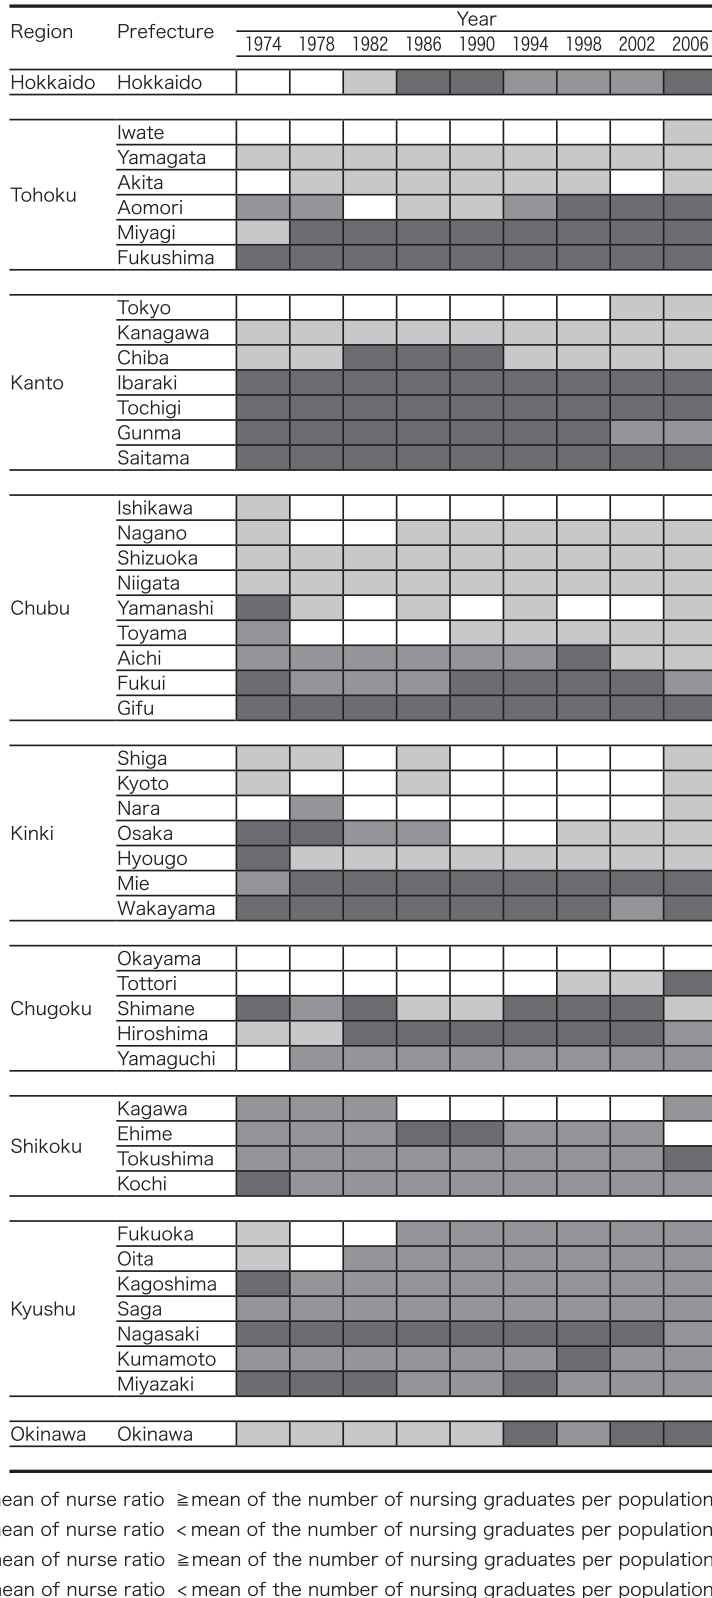 Region Prefecture Year
1974 1978 1982 1986 1990 1994 1998 2002 2006
Hokkaido Hokkaido
Tohoku
Iwate
Yamagata
Akita
Aomori
Miyagi
Fukushima
Kanto
Tokyo
Kanagawa
Chiba
Ibaraki
Tochigi
Gunma
Saitama
Chubu
Ishikawa
Nagano
Shizuoka
Niigata
Yamanashi
Toyama
Aichi
Fukui
Gifu
Kinki
Shiga
Kyoto
Nara
Osaka
Hyougo
Mie
Wakayama
Chugoku
Okayama
Tottori
Shimane
Hiroshima
Yamaguchi
Shikoku
Kagawa
Ehime
Tokushima
Kochi
Kyushu
Fukuoka
Oita
Kagoshima
Saga
Nagasaki
Kumamoto
Miyazaki
Okinawa Okinawa
ean of nurse ratio ≧mean of the number of nursing graduates per population
ean of nurse ratio <mean of the number of nursing graduates per population
ean of nurse ratio ≧mean of the number of nursing graduates per population
ean of nurse ratio <mean of the number of nursing graduates per population